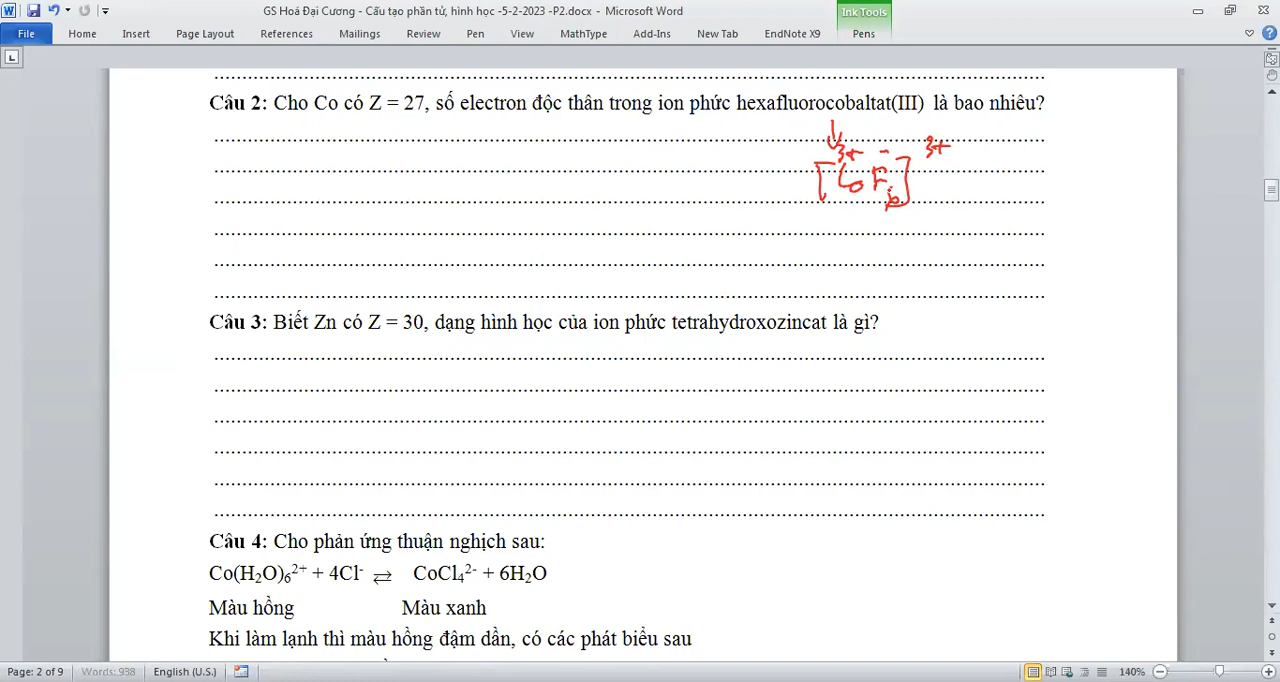 GS Hoá Đại Cương - Cấu tạo phân tử, hình học -5-2-2023 -P2.docx - Microsoft Word
Ink Tools
File Home Insert Page Layout References Mailings Review Pen View MathType Add-Ins New Tab EndNote X9 Pens
Câu 2: Cho Co có Z = 27, số electron độc thân trong ion phức hexafluorocobaltat(III) là bao nhiêu?
3+ - 3+
[CoF6]
Câu 3: Biết Zn có Z = 30, dạng hình học của ion phức tetrahydroxozincat là gì?
Câu 4: Cho phản ứng thuận nghịch sau:
Co(H₂O)₆²⁺ + 4Cl⁻ ⇄ CoCl₄²⁻ + 6H₂O
Màu hồng Màu xanh
Khi làm lạnh thì màu hồng đậm dần, có các phát biểu sau
Page: 2 of 9 Words: 938 English (U.S.) 140%